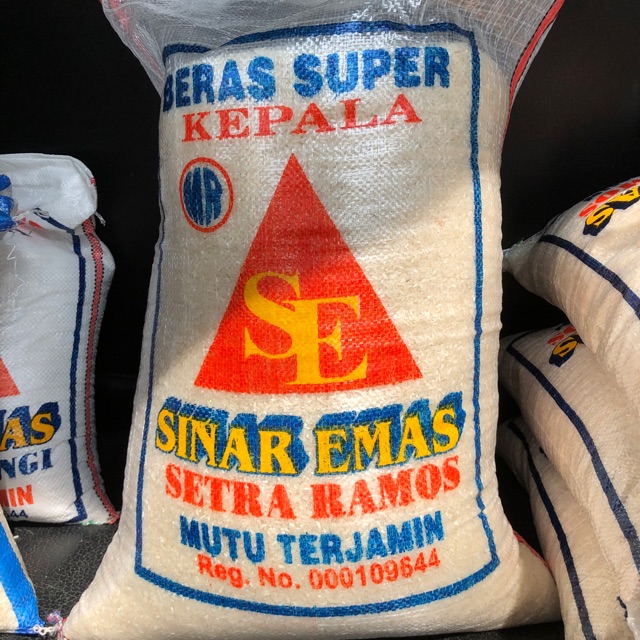 BERAS SUPER
KEPALA
MR
SE
SINAR EMAS
SETRA RAMOS
MUTU TERJAMIN
Reg. No. 000109644